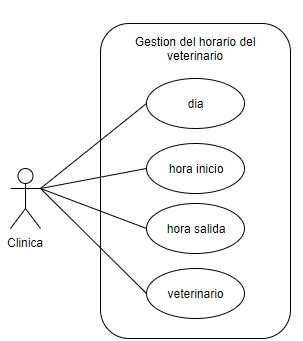 Gestion del horario del
veterinario
dia
hora inicio
hora salida
Clinica
veterinario